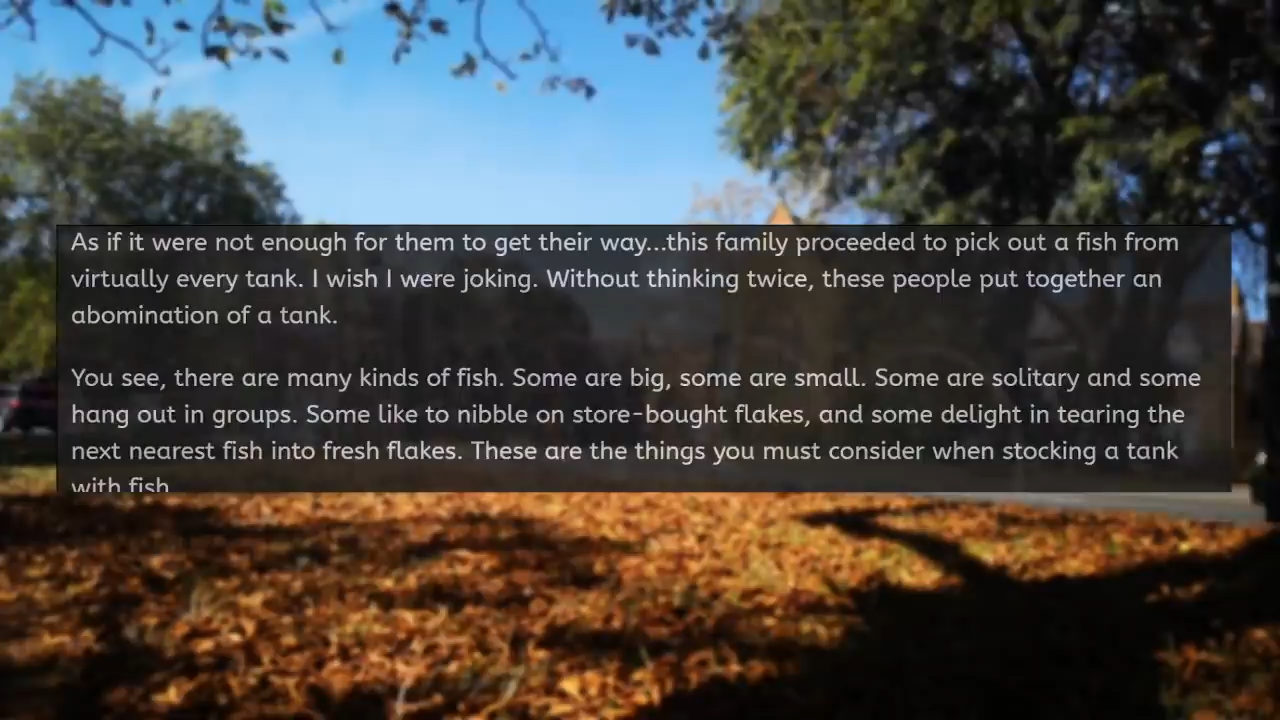 As if it were not enough for them to get their way...this family proceeded to pick out a fish from
virtually every tank. I wish I were joking. Without thinking twice, these people put together an
abomination of a tank.
You see, there are many kinds of fish. Some are big, some are small. Some are solitary and some
hang out in groups. Some like to nibble on store-bought flakes, and some delight in tearing the
next nearest fish into fresh flakes. These are the things you must consider when stocking a tank
with fish